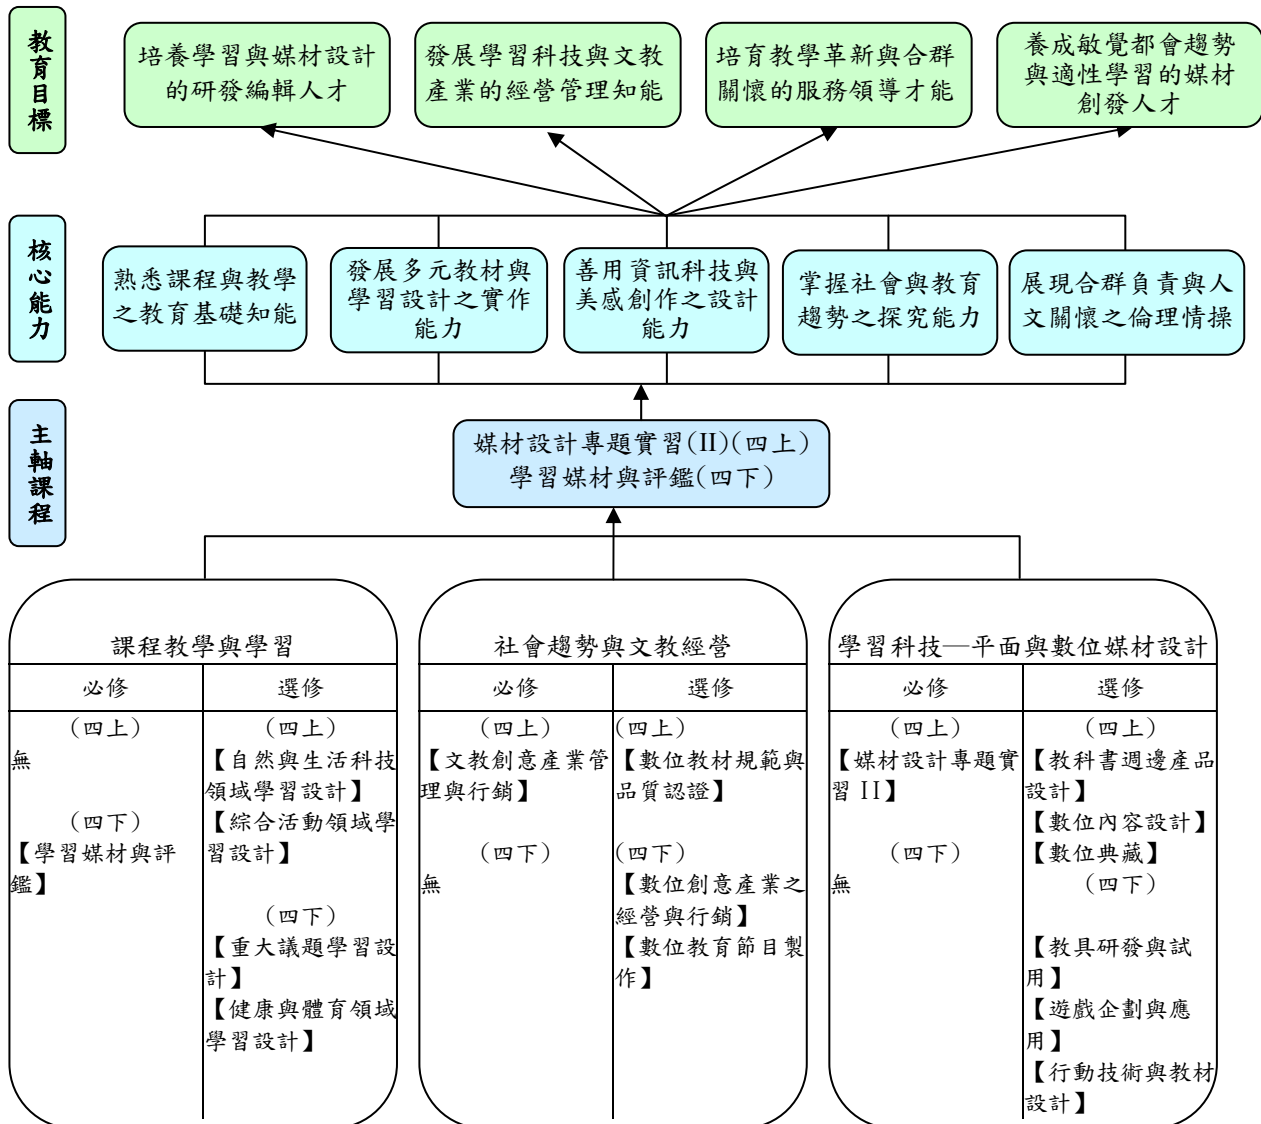 教育目標
培養學習與媒材設計
的研發編輯人才
發展學習科技與文教
產業的經營管理知能
培育教學革新與合群
關懷的服務領導才能
養成敏覺都會趨勢
與適性學習的媒材
創發人才
核心能力
熟悉課程與教學
之教育基礎知能
發展多元教材與
學習設計之實作
能力
善用資訊科技與
美感創作之設計
能力
掌握社會與教育
趨勢之探究能力
展現合群負責與人
文關懷之倫理情操
主軸課程
媒材設計專題實習(II)(四上)
學習媒材與評鑑(四下)
課程教學與學習
必修
(四上)
無
(四下)
【學習媒材與評
鑑】
選修
(四上)
【自然與生活科技
領域學習設計】
【綜合活動領域學
習設計】
(四下)
【重大議題學習設
計】
【健康與體育領域
學習設計】
社會趨勢與文教經營
必修
(四上)
【文教創意產業管
理與行銷】
(四下)
無
選修
(四上)
【數位教材規範與
品質認證】
(四下)
【數位創意產業之
經營與行銷】
【數位教育節目製
作】
學習科技—平面與數位媒材設計
必修
(四上)
【媒材設計專題實
習 II】
(四下)
無
選修
(四上)
【教科書週邊產品
設計】
【數位內容設計】
【數位典藏】
(四下)
【教具研發與試
用】
【遊戲企劃與應
用】
【行動技術與教材
設計】